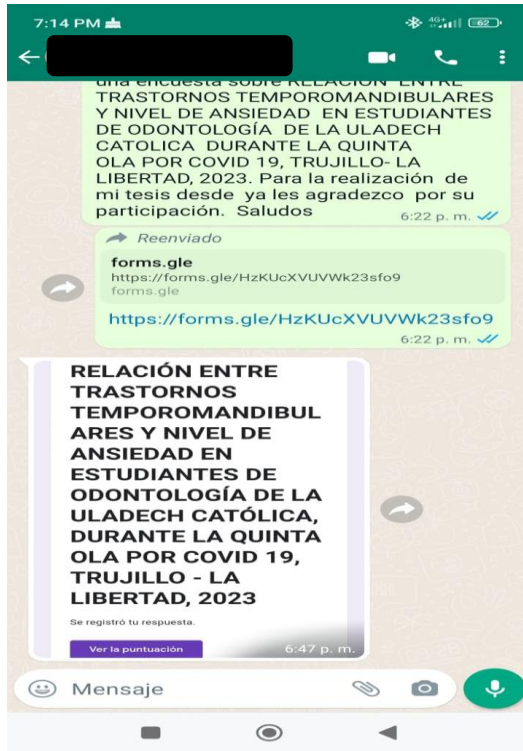 7:14 PM 4G+ 62
una encuesta sobre RELACIÓN ENTRE
TRASTORNOS TEMPOROMANDIBULARES
Y NIVEL DE ANSIEDAD EN ESTUDIANTES
DE ODONTOLOGÍA DE LA ULADECH
CATOLICA DURANTE LA QUINTA
OLA POR COVID 19, TRUJILLO- LA
LIBERTAD, 2023. Para la realización de
mi tesis desde ya les agradezco por su
participación. Saludos 6:22 p. m.
Reenviado
forms.gle
https://forms.gle/HzKUcXVUVWk23sfo9
forms.gle
https://forms.gle/HzKUcXVUVWk23sfo9
6:22 p. m.
RELACIÓN ENTRE
TRASTORNOS
TEMPOROMANDIBUL
ARES Y NIVEL DE
ANSIEDAD EN
ESTUDIANTES DE
ODONTOLOGÍA DE LA
ULADECH CATÓLICA,
DURANTE LA QUINTA
OLA POR COVID 19,
TRUJILLO - LA
LIBERTAD, 2023
Se registró tu respuesta.
Ver la puntuación 6:47 p. m.
Mensaje